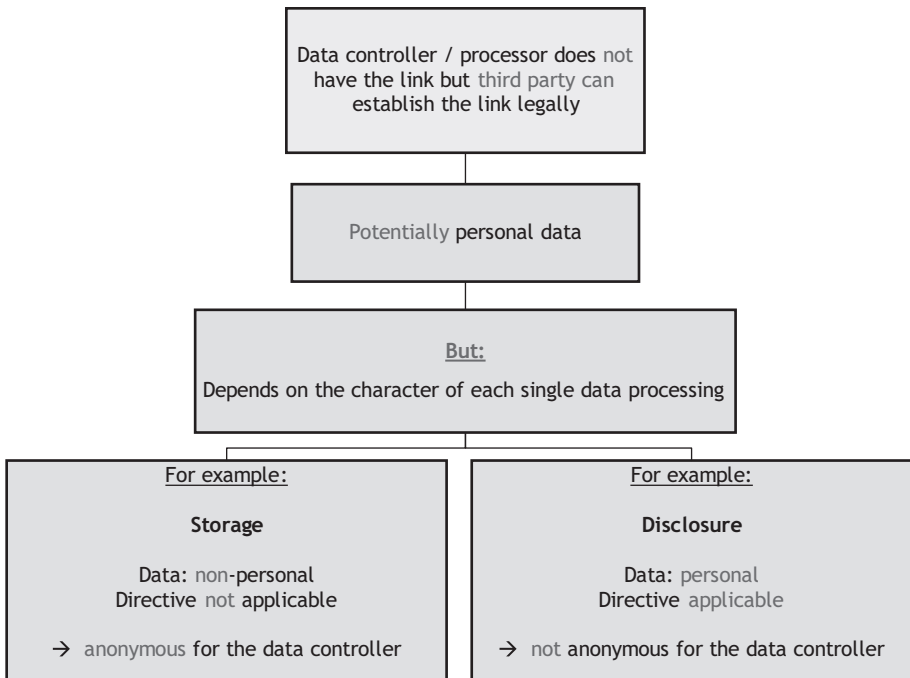 Data controller / processor does not
have the link but third party can
establish the link legally
Potentially personal data
But:
Depends on the character of each single data processing
For example:
Storage
Data: non-personal
Directive not applicable
→ anonymous for the data controller
For example:
Disclosure
Data: personal
Directive applicable
→ not anonymous for the data controller